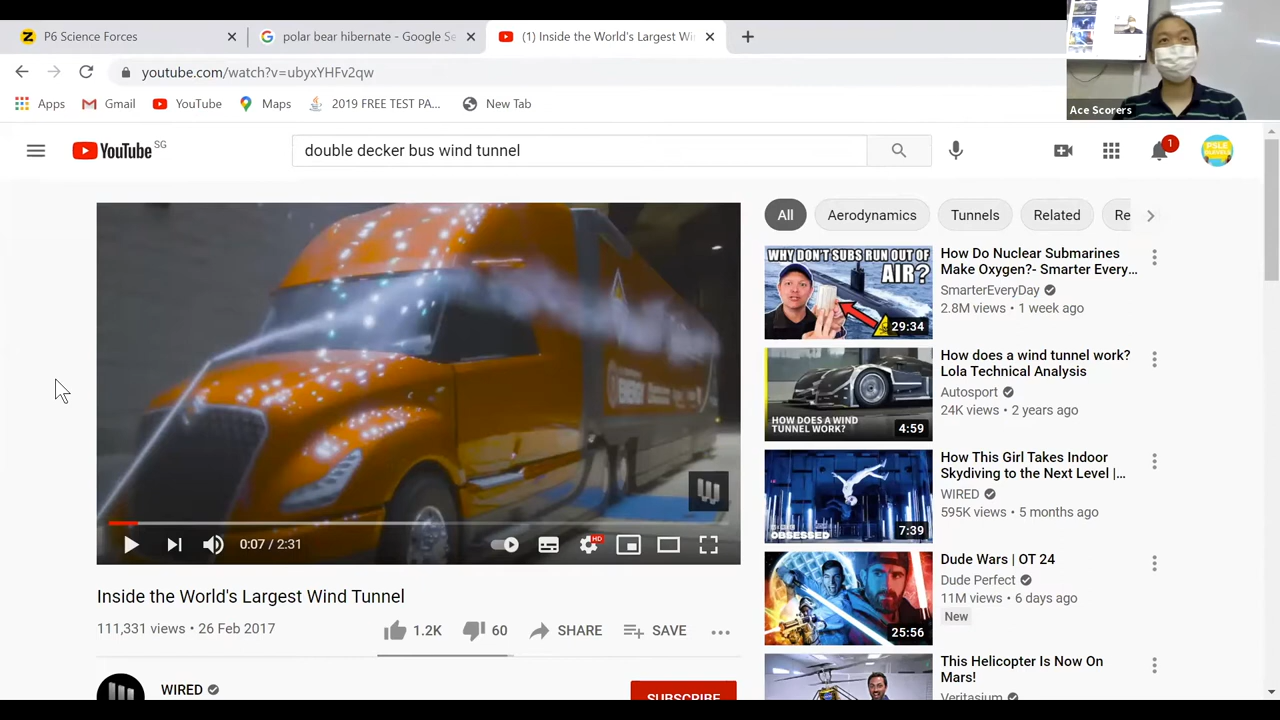 P6 Science Forces
polar bear hibern - Google Se
(1) Inside the World's Largest Wi
youtube.com/watch?v=ubyxYHFv2qw
Apps
Gmail
YouTube
Maps
2019 FREE TEST PA...
New Tab
Ace Scorers
YouTube SG
double decker bus wind tunnel
1
PSLE
All
Aerodynamics
Tunnels
Related
Re
WHY DON'T SUBS RUN OUT OF
AIR?
29:34
How Do Nuclear Submarines
Make Oxygen?- Smarter Every...
SmarterEveryDay
2.8M views • 1 week ago
HOW DOES A WIND
TUNNEL WORK?
4:59
How does a wind tunnel work?
Lola Technical Analysis
Autosport
24K views • 2 years ago
OBSESSED
7:39
How This Girl Takes Indoor
Skydiving to the Next Level |...
WIRED
595K views • 5 months ago
25:56
Dude Wars | OT 24
Dude Perfect
11M views • 6 days ago
New
This Helicopter Is Now On
Mars!
Veritasium
0:07 / 2:31
HD
Inside the World's Largest Wind Tunnel
111,331 views • 26 Feb 2017
1.2K
60
SHARE
SAVE
WIRED
SUBSCRIBE